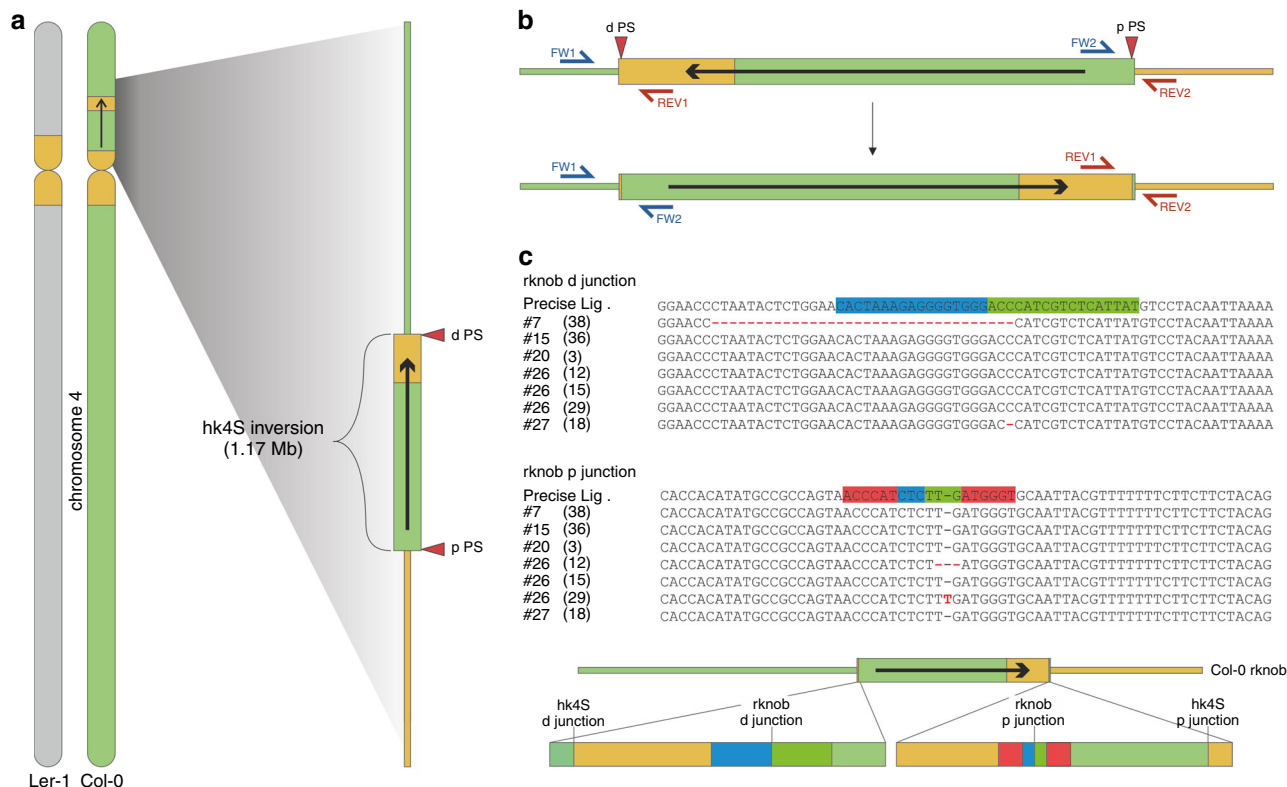 a
Ler-1 Col-0
chromosome 4
hk4S inversion
(1.17 Mb)
d PS
p PS
b
d PS
p PS
FW1
FW2
REV1
REV2
FW1
REV1
FW2
REV2
c
rknob d junction
Precise Lig . GGAACCCTAATACTCTGGAACACTAAAGAGGGGTGGGACCCATCGTCTCATTATGTCCTACAATTAAAA
#7 (38) GGAACC----------------------------------CATCGTCTCATTATGTCCTACAATTAAAA
#15 (36) GGAACCCTAATACTCTGGAACACTAAAGAGGGGTGGGACCCATCGTCTCATTATGTCCTACAATTAAAA
#20 (3) GGAACCCTAATACTCTGGAACACTAAAGAGGGGTGGGACCCATCGTCTCATTATGTCCTACAATTAAAA
#26 (12) GGAACCCTAATACTCTGGAACACTAAAGAGGGGTGGGACCCATCGTCTCATTATGTCCTACAATTAAAA
#26 (15) GGAACCCTAATACTCTGGAACACTAAAGAGGGGTGGGACCCATCGTCTCATTATGTCCTACAATTAAAA
#26 (29) GGAACCCTAATACTCTGGAACACTAAAGAGGGGTGGGACCCATCGTCTCATTATGTCCTACAATTAAAA
#27 (18) GGAACCCTAATACTCTGGAACACTAAAGAGGGGTGGGAC-CATCGTCTCATTATGTCCTACAATTAAAA
rknob p junction
Precise Lig . CACCACATATGCCGCCAGTAACCCATCTCTT-GATGGGTGCAATTACGTTTTTTTCTTCTTCTACAG
#7 (38) CACCACATATGCCGCCAGTAACCCATCTCTT-GATGGGTGCAATTACGTTTTTTTCTTCTTCTACAG
#15 (36) CACCACATATGCCGCCAGTAACCCATCTCTT-GATGGGTGCAATTACGTTTTTTTCTTCTTCTACAG
#20 (3) CACCACATATGCCGCCAGTAACCCATCTCTT-GATGGGTGCAATTACGTTTTTTTCTTCTTCTACAG
#26 (12) CACCACATATGCCGCCAGTAACCCATCTCT---ATGGGTGCAATTACGTTTTTTTCTTCTTCTACAG
#26 (15) CACCACATATGCCGCCAGTAACCCATCTCTT-GATGGGTGCAATTACGTTTTTTTCTTCTTCTACAG
#26 (29) CACCACATATGCCGCCAGTAACCCATCTCTTTGATGGGTGCAATTACGTTTTTTTCTTCTTCTACAG
#27 (18) CACCACATATGCCGCCAGTAACCCATCTCTT-GATGGGTGCAATTACGTTTTTTTCTTCTTCTACAG
Col-0 rknob
hk4S
d junction
rknob
d junction
rknob
p junction
hk4S
p junction